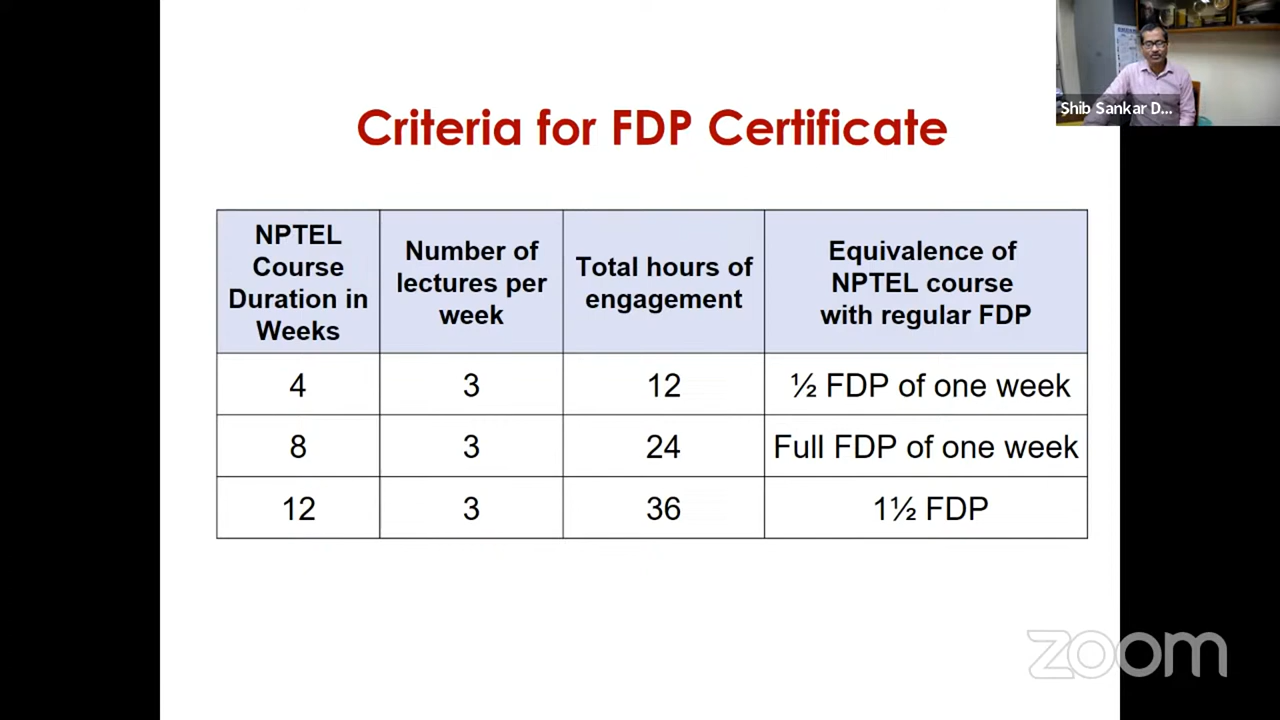 Shib Sankar D...
Criteria for FDP Certificate
NPTEL
Course
Duration in
Weeks
Number of
lectures per
week
Total hours of
engagement
Equivalence of
NPTEL course
with regular FDP
4
3
12
½ FDP of one week
8
3
24
Full FDP of one week
12
3
36
1½ FDP
zoom